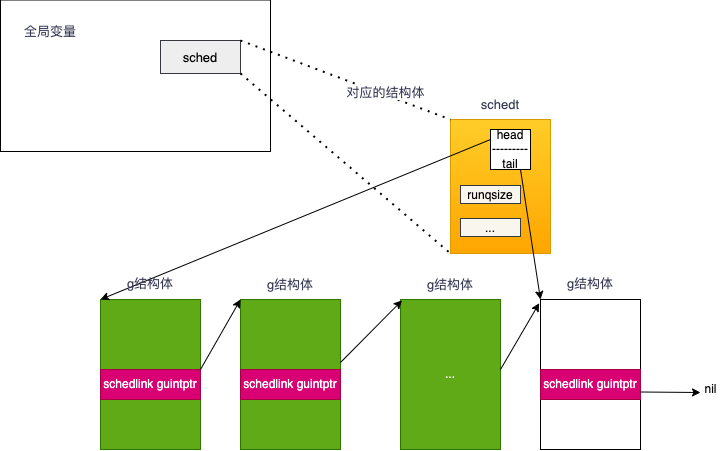 全局变量
sched
对应的结构体
schedt
head
---------
tail
runqsize
...
g结构体
g结构体
g结构体
g结构体
schedlink guintptr
schedlink guintptr
...
schedlink guintptr
nil